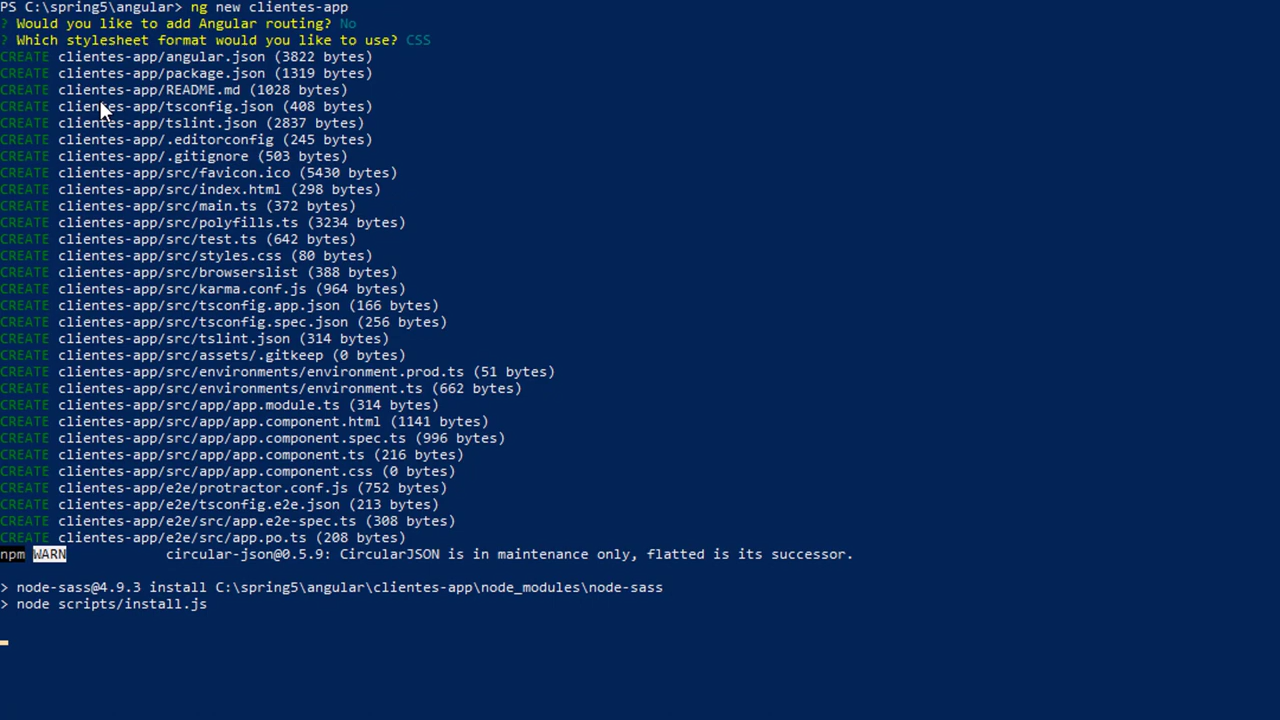 PS C:\spring5\angular> ng new clientes-app
? Would you like to add Angular routing? No
? Which stylesheet format would you like to use? CSS
CREATE clientes-app/angular.json (3822 bytes)
CREATE clientes-app/package.json (1319 bytes)
CREATE clientes-app/README.md (1028 bytes)
CREATE clientes-app/tsconfig.json (408 bytes)
CREATE clientes-app/tslint.json (2837 bytes)
CREATE clientes-app/.editorconfig (245 bytes)
CREATE clientes-app/.gitignore (503 bytes)
CREATE clientes-app/src/favicon.ico (5430 bytes)
CREATE clientes-app/src/index.html (298 bytes)
CREATE clientes-app/src/main.ts (372 bytes)
CREATE clientes-app/src/polyfills.ts (3234 bytes)
CREATE clientes-app/src/test.ts (642 bytes)
CREATE clientes-app/src/styles.css (80 bytes)
CREATE clientes-app/src/browserslist (388 bytes)
CREATE clientes-app/src/karma.conf.js (964 bytes)
CREATE clientes-app/src/tsconfig.app.json (166 bytes)
CREATE clientes-app/src/tsconfig.spec.json (256 bytes)
CREATE clientes-app/src/tslint.json (314 bytes)
CREATE clientes-app/src/assets/.gitkeep (0 bytes)
CREATE clientes-app/src/environments/environment.prod.ts (51 bytes)
CREATE clientes-app/src/environments/environment.ts (662 bytes)
CREATE clientes-app/src/app/app.module.ts (314 bytes)
CREATE clientes-app/src/app/app.component.html (1141 bytes)
CREATE clientes-app/src/app/app.component.spec.ts (996 bytes)
CREATE clientes-app/src/app/app.component.ts (216 bytes)
CREATE clientes-app/src/app/app.component.css (0 bytes)
CREATE clientes-app/e2e/protractor.conf.js (752 bytes)
CREATE clientes-app/e2e/tsconfig.e2e.json (213 bytes)
CREATE clientes-app/e2e/src/app.e2e-spec.ts (308 bytes)
CREATE clientes-app/e2e/src/app.po.ts (208 bytes)
npm WARN circular-json@0.5.9: CircularJSON is in maintenance only, flatted is its successor.
> node-sass@4.9.3 install C:\spring5\angular\clientes-app\node_modules\node-sass
> node scripts/install.js